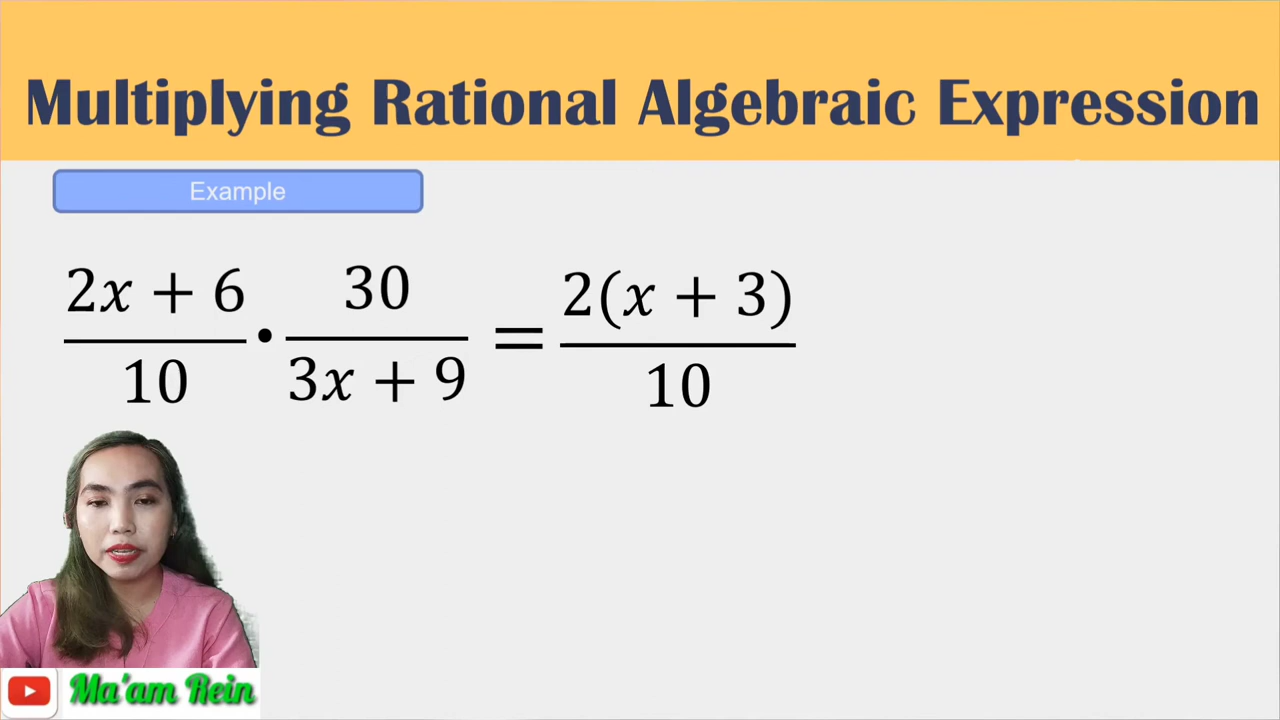 Multiplying Rational Algebraic Expression
Example
2x + 6 / 10 · 30 / 3x + 9 = 2(x + 3) / 10
Ma'am Rein